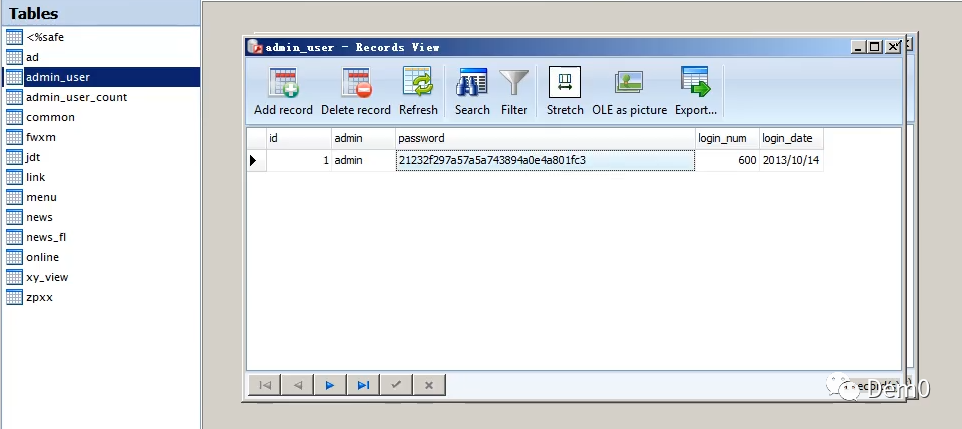 Tables
<%safe
ad
admin_user
admin_user_count
common
fwxm
jdt
link
menu
news
news_fl
online
xy_view
zpxx
admin_user - Records View
Add record Delete record Refresh Search Filter Stretch OLE as picture Export...
id admin password login_num login_date
1 admin 21232f297a57a5a743894a0e4a801fc3 600 2013/10/14
Dem0